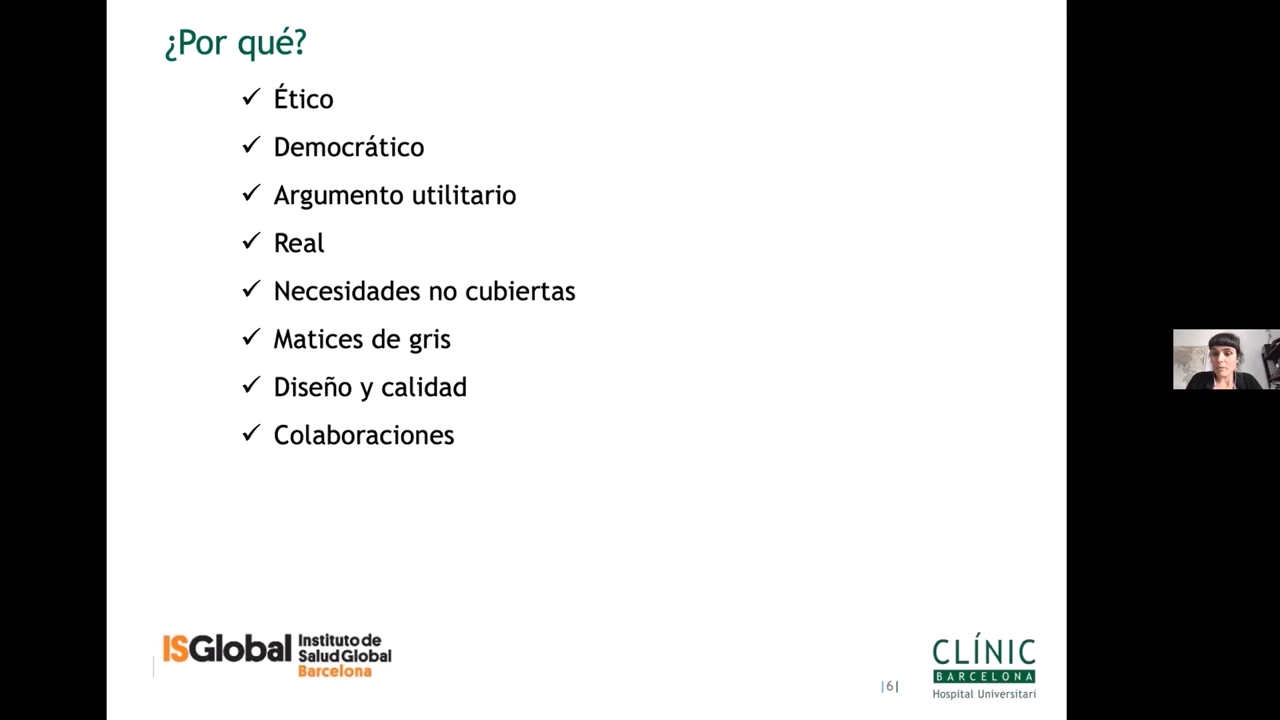 ¿Por qué?
✓ Ético
✓ Democrático
✓ Argumento utilitario
✓ Real
✓ Necesidades no cubiertas
✓ Matices de gris
✓ Diseño y calidad
✓ Colaboraciones
ISGlobal Instituto de
Salud Global
Barcelona
|6|
CLÍNIC
BARCELONA
Hospital Universitari